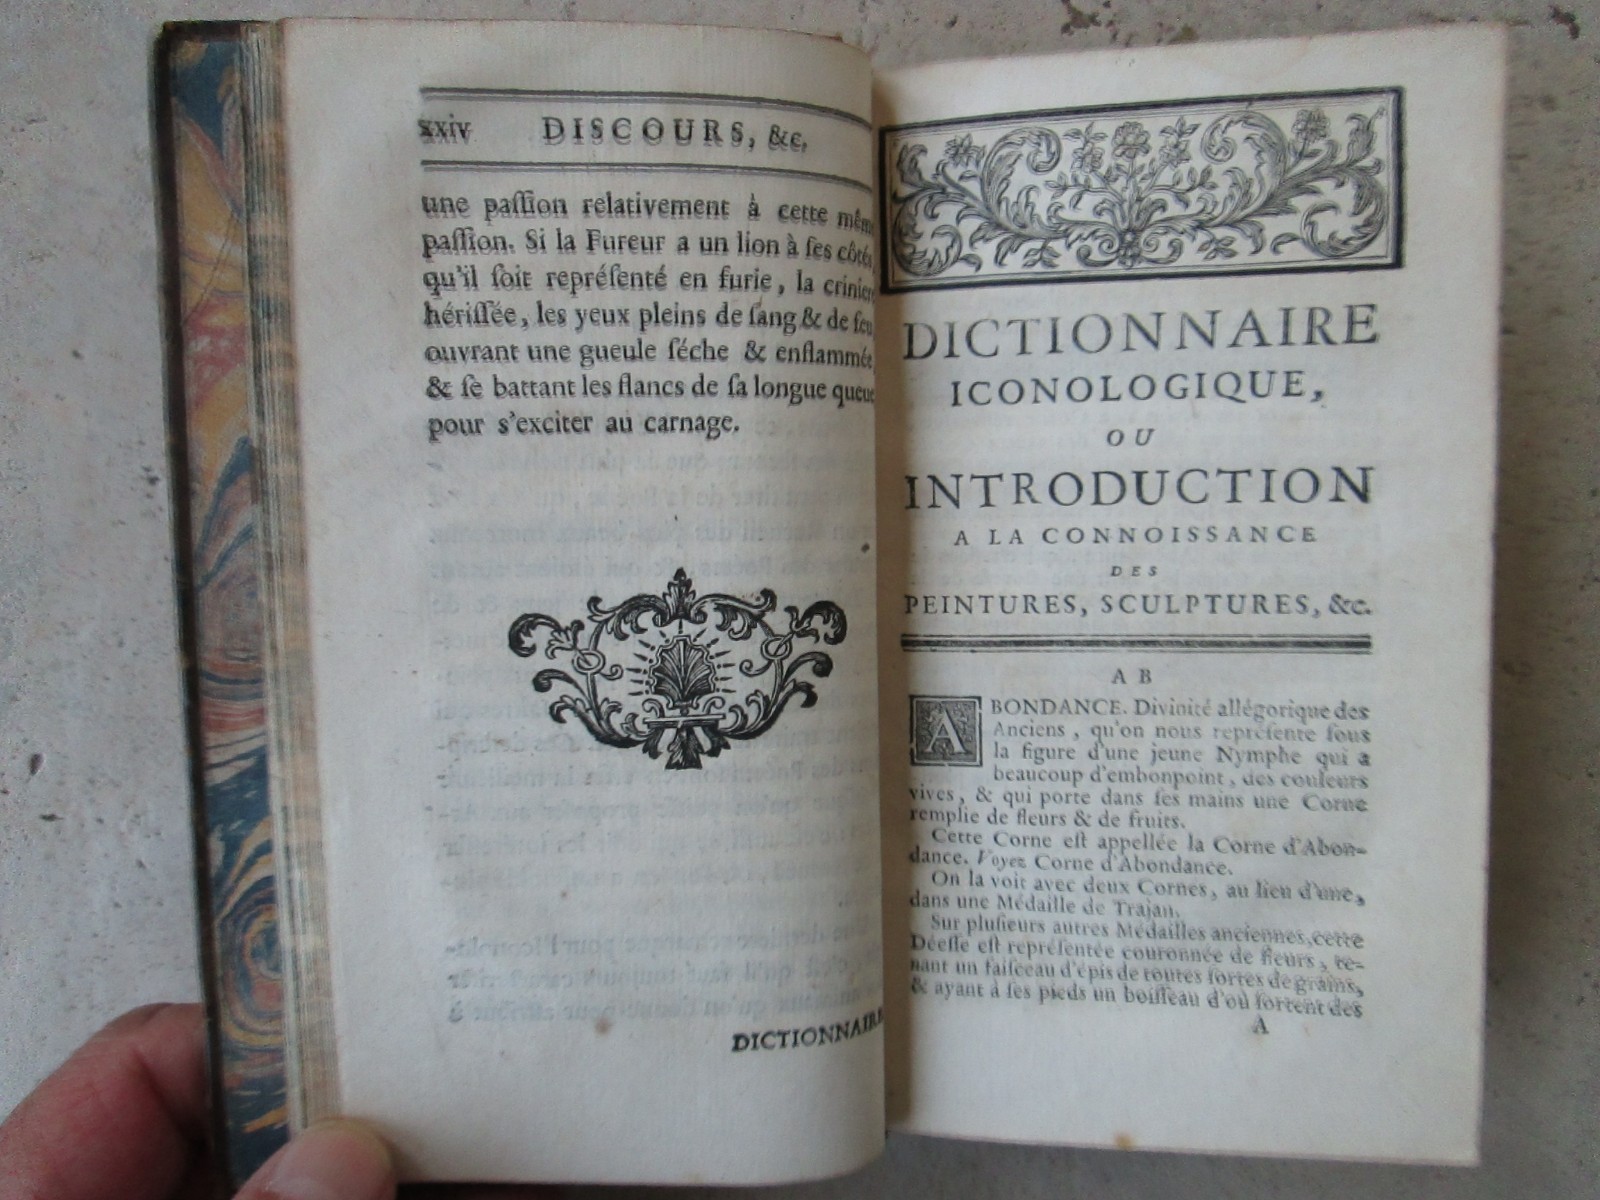 xxiv DISCOURS, &c.
une paſſion relativement à cette même
paſſion. Si la Fureur a un lion à ſes côtés,
qu'il ſoit repréſenté en furie, la criniere
hériſſée, les yeux pleins de ſang & de feu
ouvrant une gueule ſéche & enflammée,
& ſe battant les flancs de ſa longue queue
pour s'exciter au carnage.
DICTIONNAIRE
DICTIONNAIRE
ICONOLOGIQUE,
OU
INTRODUCTION
A LA CONNOISSANCE
DES
PEINTURES, SCULPTURES, &c.
AB
ABONDANCE. Divinité allégorique des
Anciens, qu'on nous repréſente ſous
la figure d'une jeune Nymphe qui a
beaucoup d'embonpoint, des couleurs
vives, & qui porte dans ſes mains une Corne
remplie de fleurs & de fruits.
Cette Corne eſt appellée la Corne d'Abon-
dance. Voyez Corne d'Abondance.
On la voit avec deux Cornes, au lieu d'une,
dans une Médaille de Trajan.
Sur pluſieurs autres Médailles anciennes, cette
Déeſſe eſt repréſentée couronnée de fleurs, te-
nant un faiſceau d'épis de toutes ſortes de grains,
& ayant à ſes pieds un boiſſeau d'où ſortent des
A